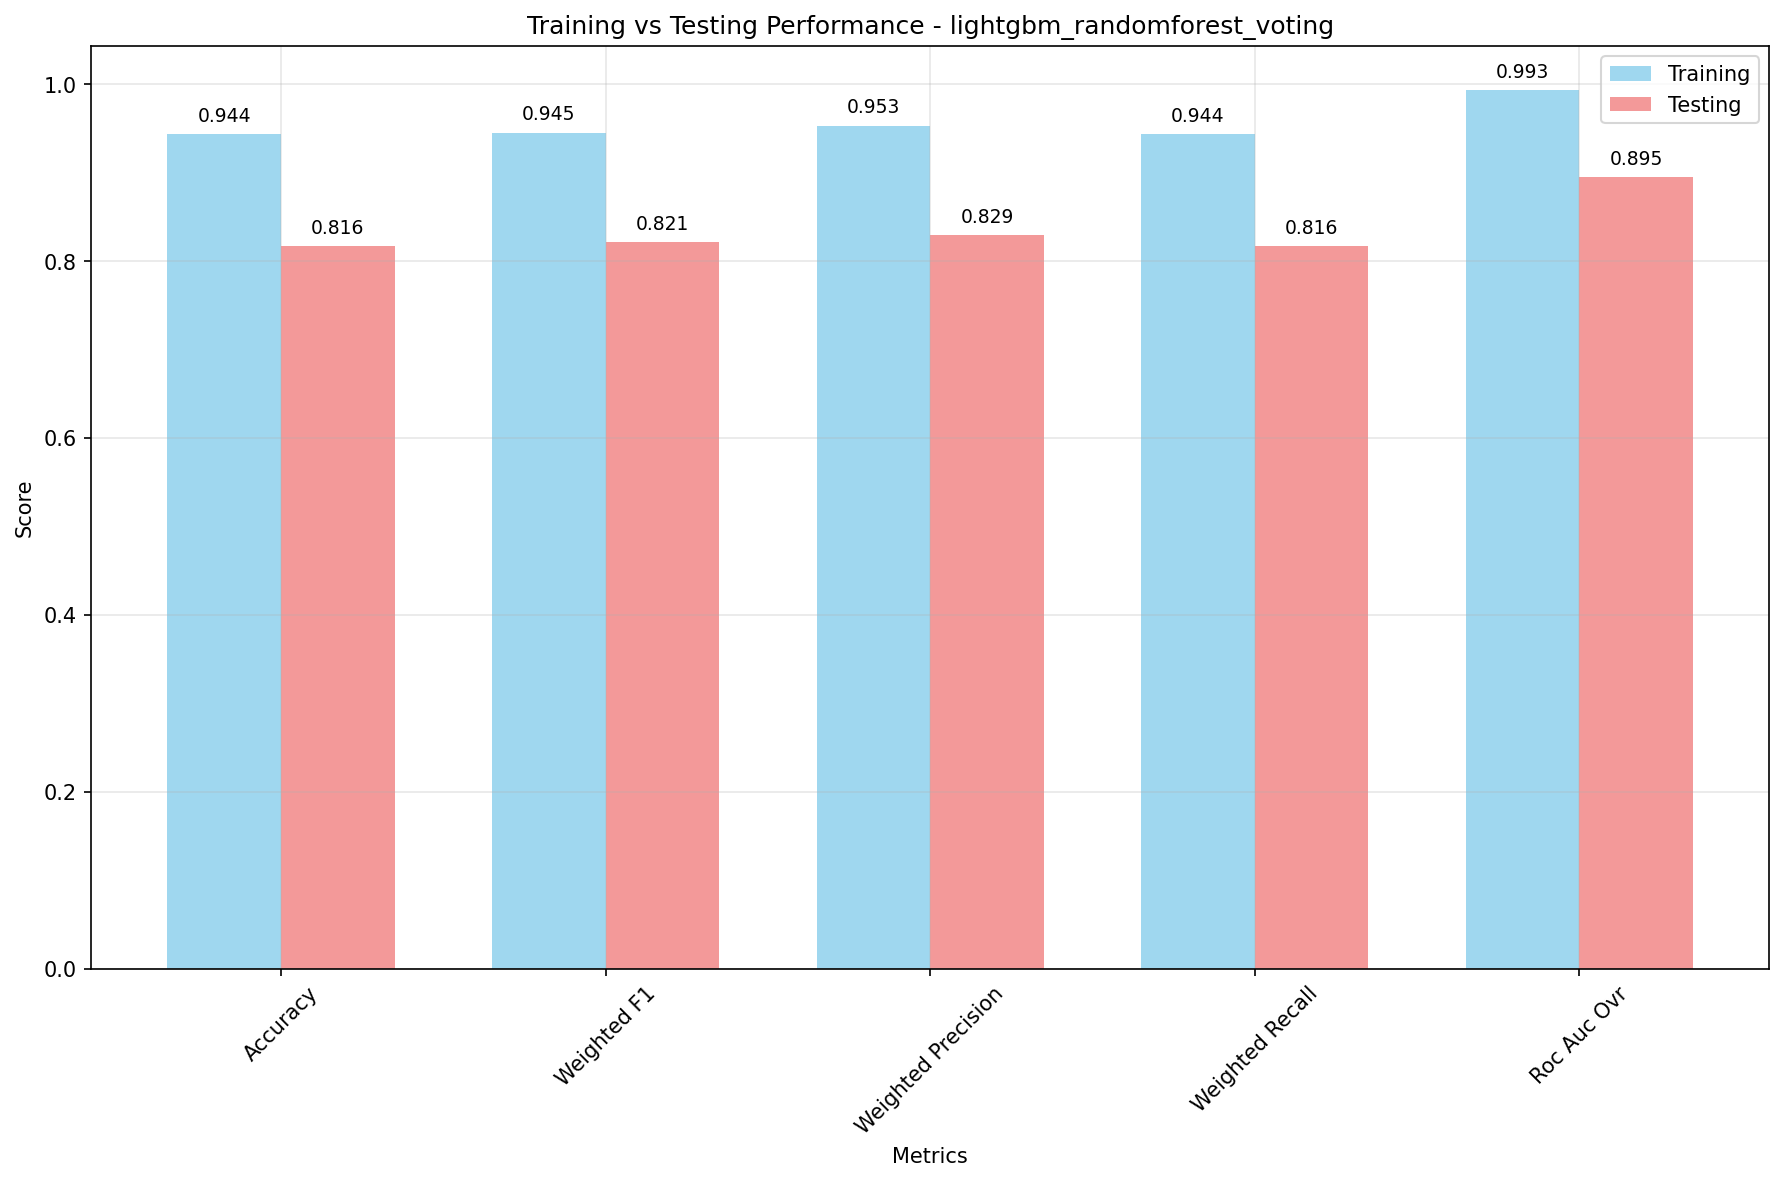 Training vs Testing Performance - lightgbm_randomforest_voting
Training
Testing
Score
1.0
0.8
0.6
0.4
0.2
0.0
0.944
0.816
0.945
0.821
0.953
0.829
0.944
0.816
0.993
0.895
Accuracy
Weighted F1
Weighted Precision
Weighted Recall
Roc Auc Ovr
Metrics